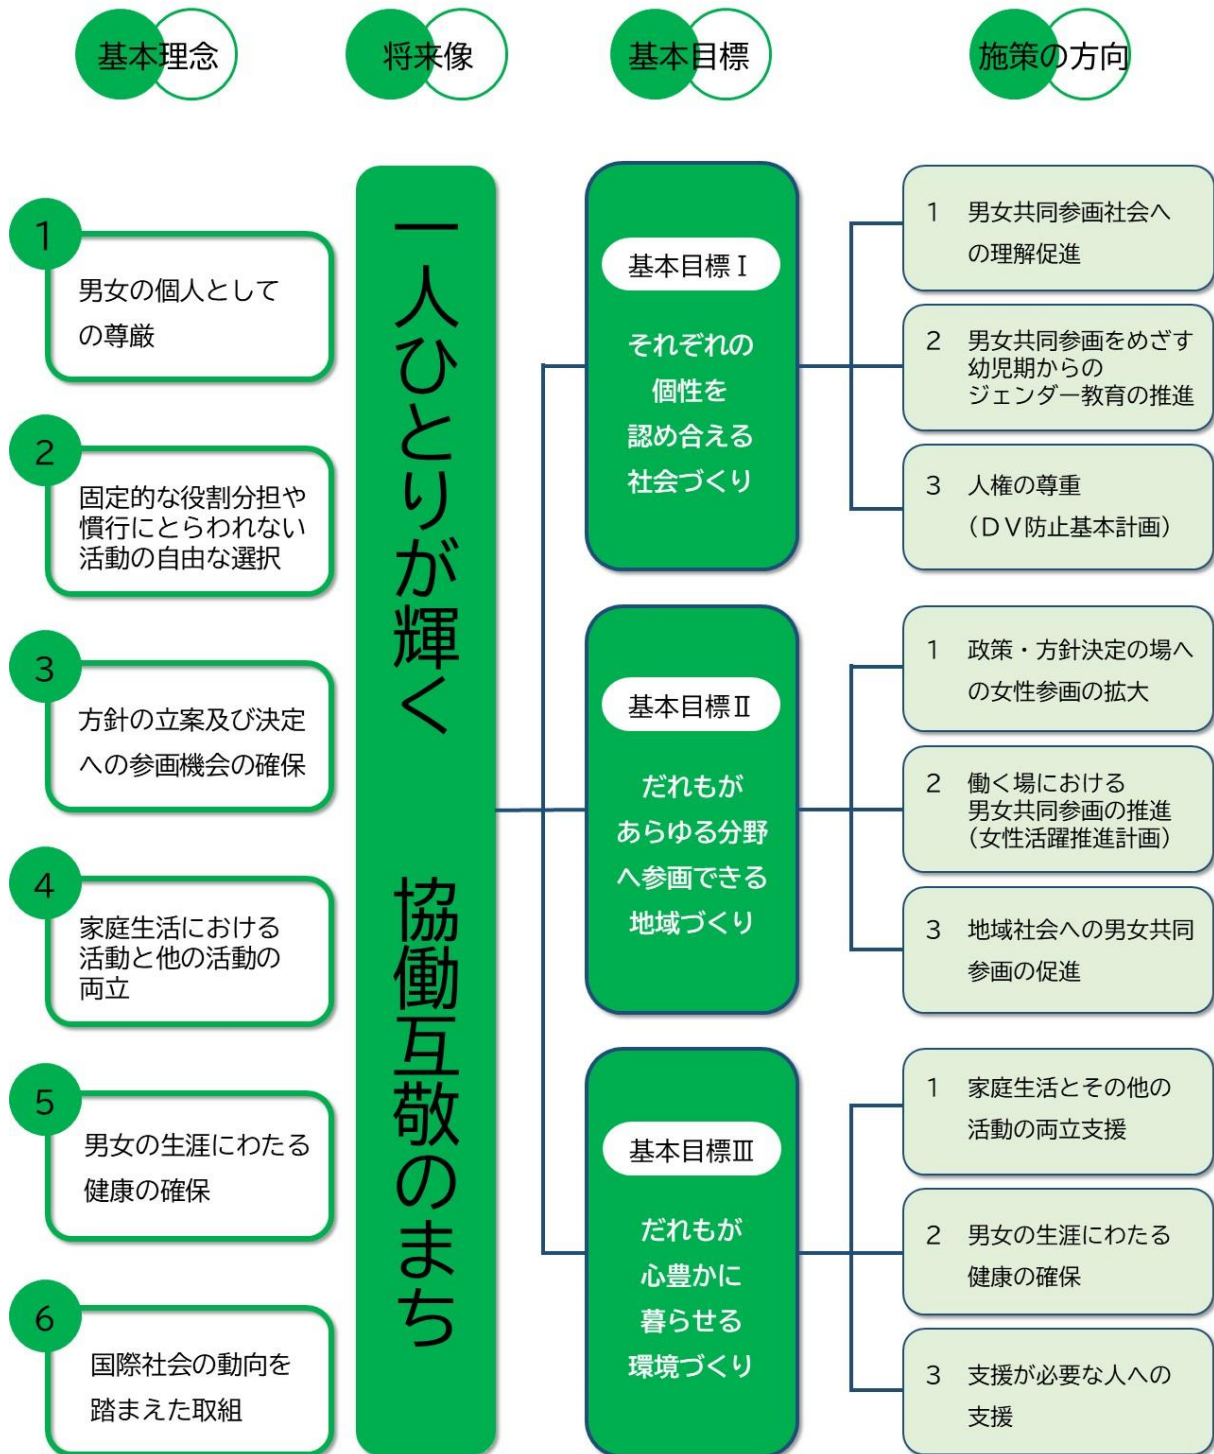 基本理念
将来像
基本目標
施策の方向
1
男女の個人として
の尊厳
2
固定的な役割分担や
慣行にとらわれない
活動の自由な選択
3
方針の立案及び決定
への参画機会の確保
4
家庭生活における
活動と他の活動の
両立
5
男女の生涯にわたる
健康の確保
6
国際社会の動向を
踏まえた取組
一人ひとりが輝く 協働互敬のまち
基本目標Ⅰ
それぞれの
個性を
認め合える
社会づくり
1 男女共同参画社会へ
の理解促進
2 男女共同参画をめざす
幼児期からの
ジェンダー教育の推進
3 人権の尊重
(DV防止基本計画)
基本目標Ⅱ
だれもが
あらゆる分野
へ参画できる
地域づくり
1 政策・方針決定の場へ
の女性参画の拡大
2 働く場における
男女共同参画の推進
(女性活躍推進計画)
3 地域社会への男女共同
参画の促進
基本目標Ⅲ
だれもが
心豊かに
暮らせる
環境づくり
1 家庭生活とその他の
活動の両立支援
2 男女の生涯にわたる
健康の確保
3 支援が必要な人への
支援